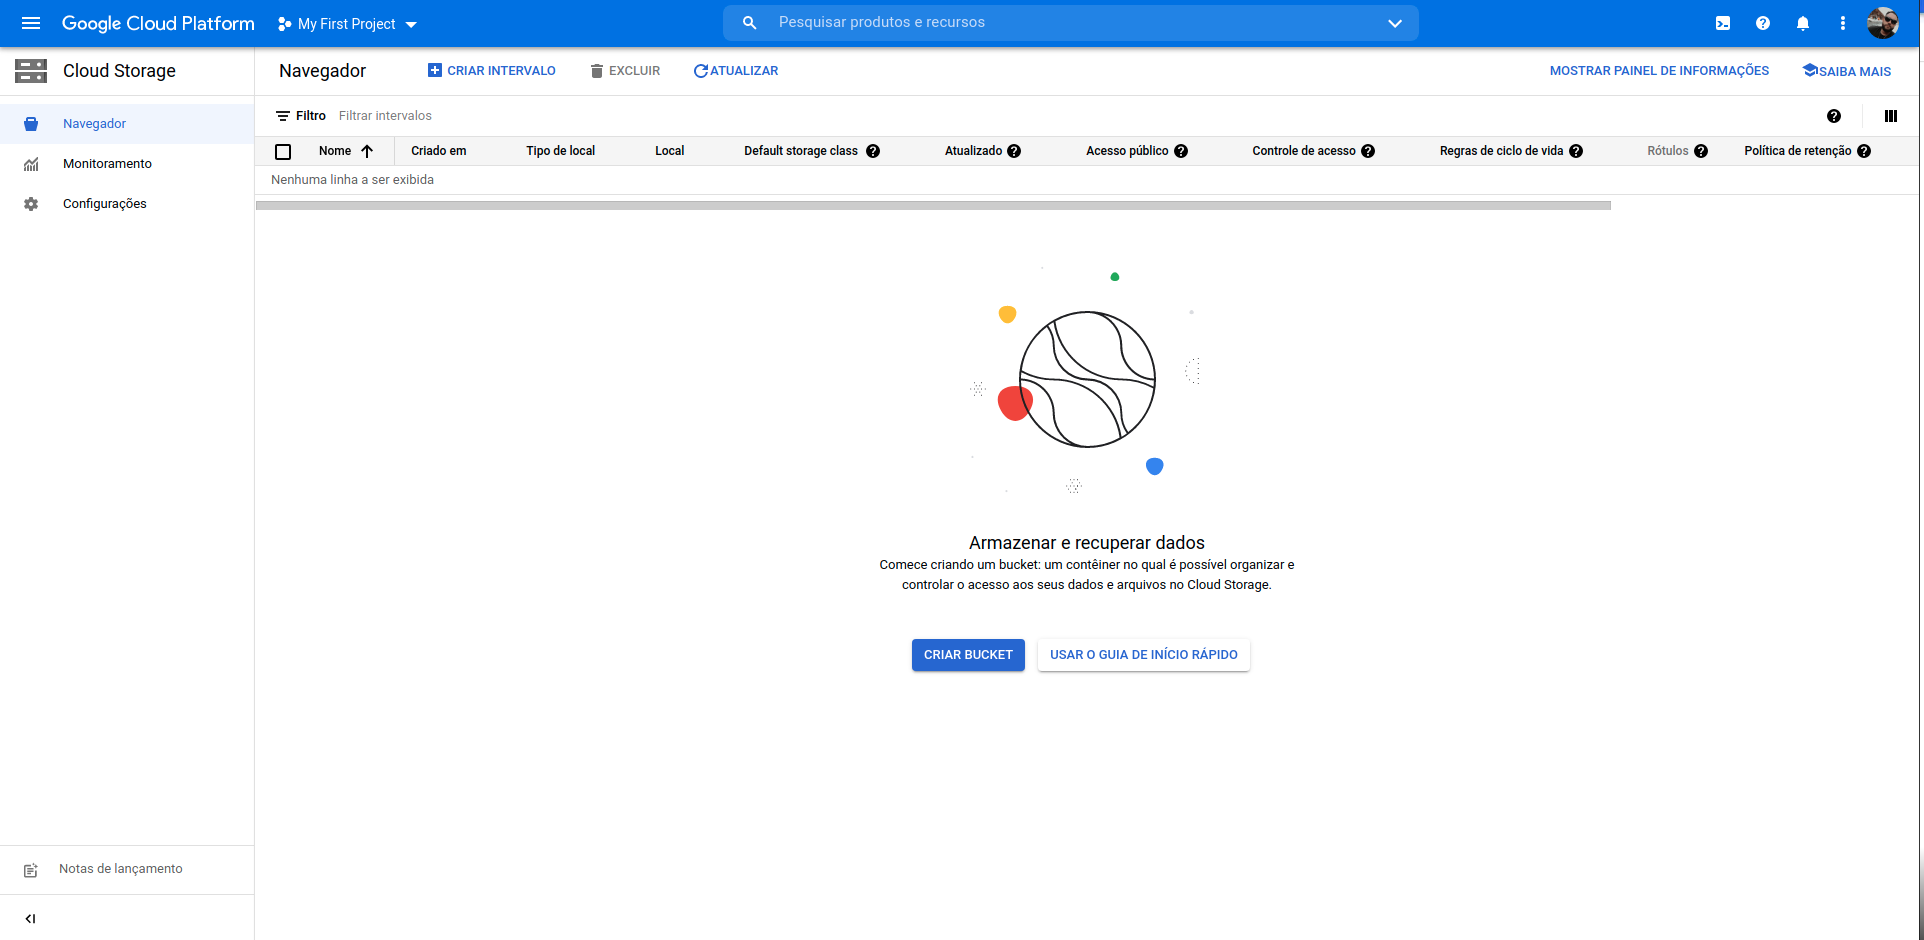 Google Cloud Platform
My First Project
Pesquisar produtos e recursos
Cloud Storage
Navegador
CRIAR INTERVALO
EXCLUIR
ATUALIZAR
MOSTRAR PAINEL DE INFORMAÇÕES
SAIBA MAIS
Navegador
Monitoramento
Configurações
Filtro
Filtrar intervalos
Nome
Criado em
Tipo de local
Local
Default storage class
Atualizado
Acesso público
Controle de acesso
Regras de ciclo de vida
Rótulos
Política de retenção
Nenhuma linha a ser exibida
Armazenar e recuperar dados
Comece criando um bucket: um contêiner no qual é possível organizar e
controlar o acesso aos seus dados e arquivos no Cloud Storage.
CRIAR BUCKET
USAR O GUIA DE INÍCIO RÁPIDO
Notas de lançamento